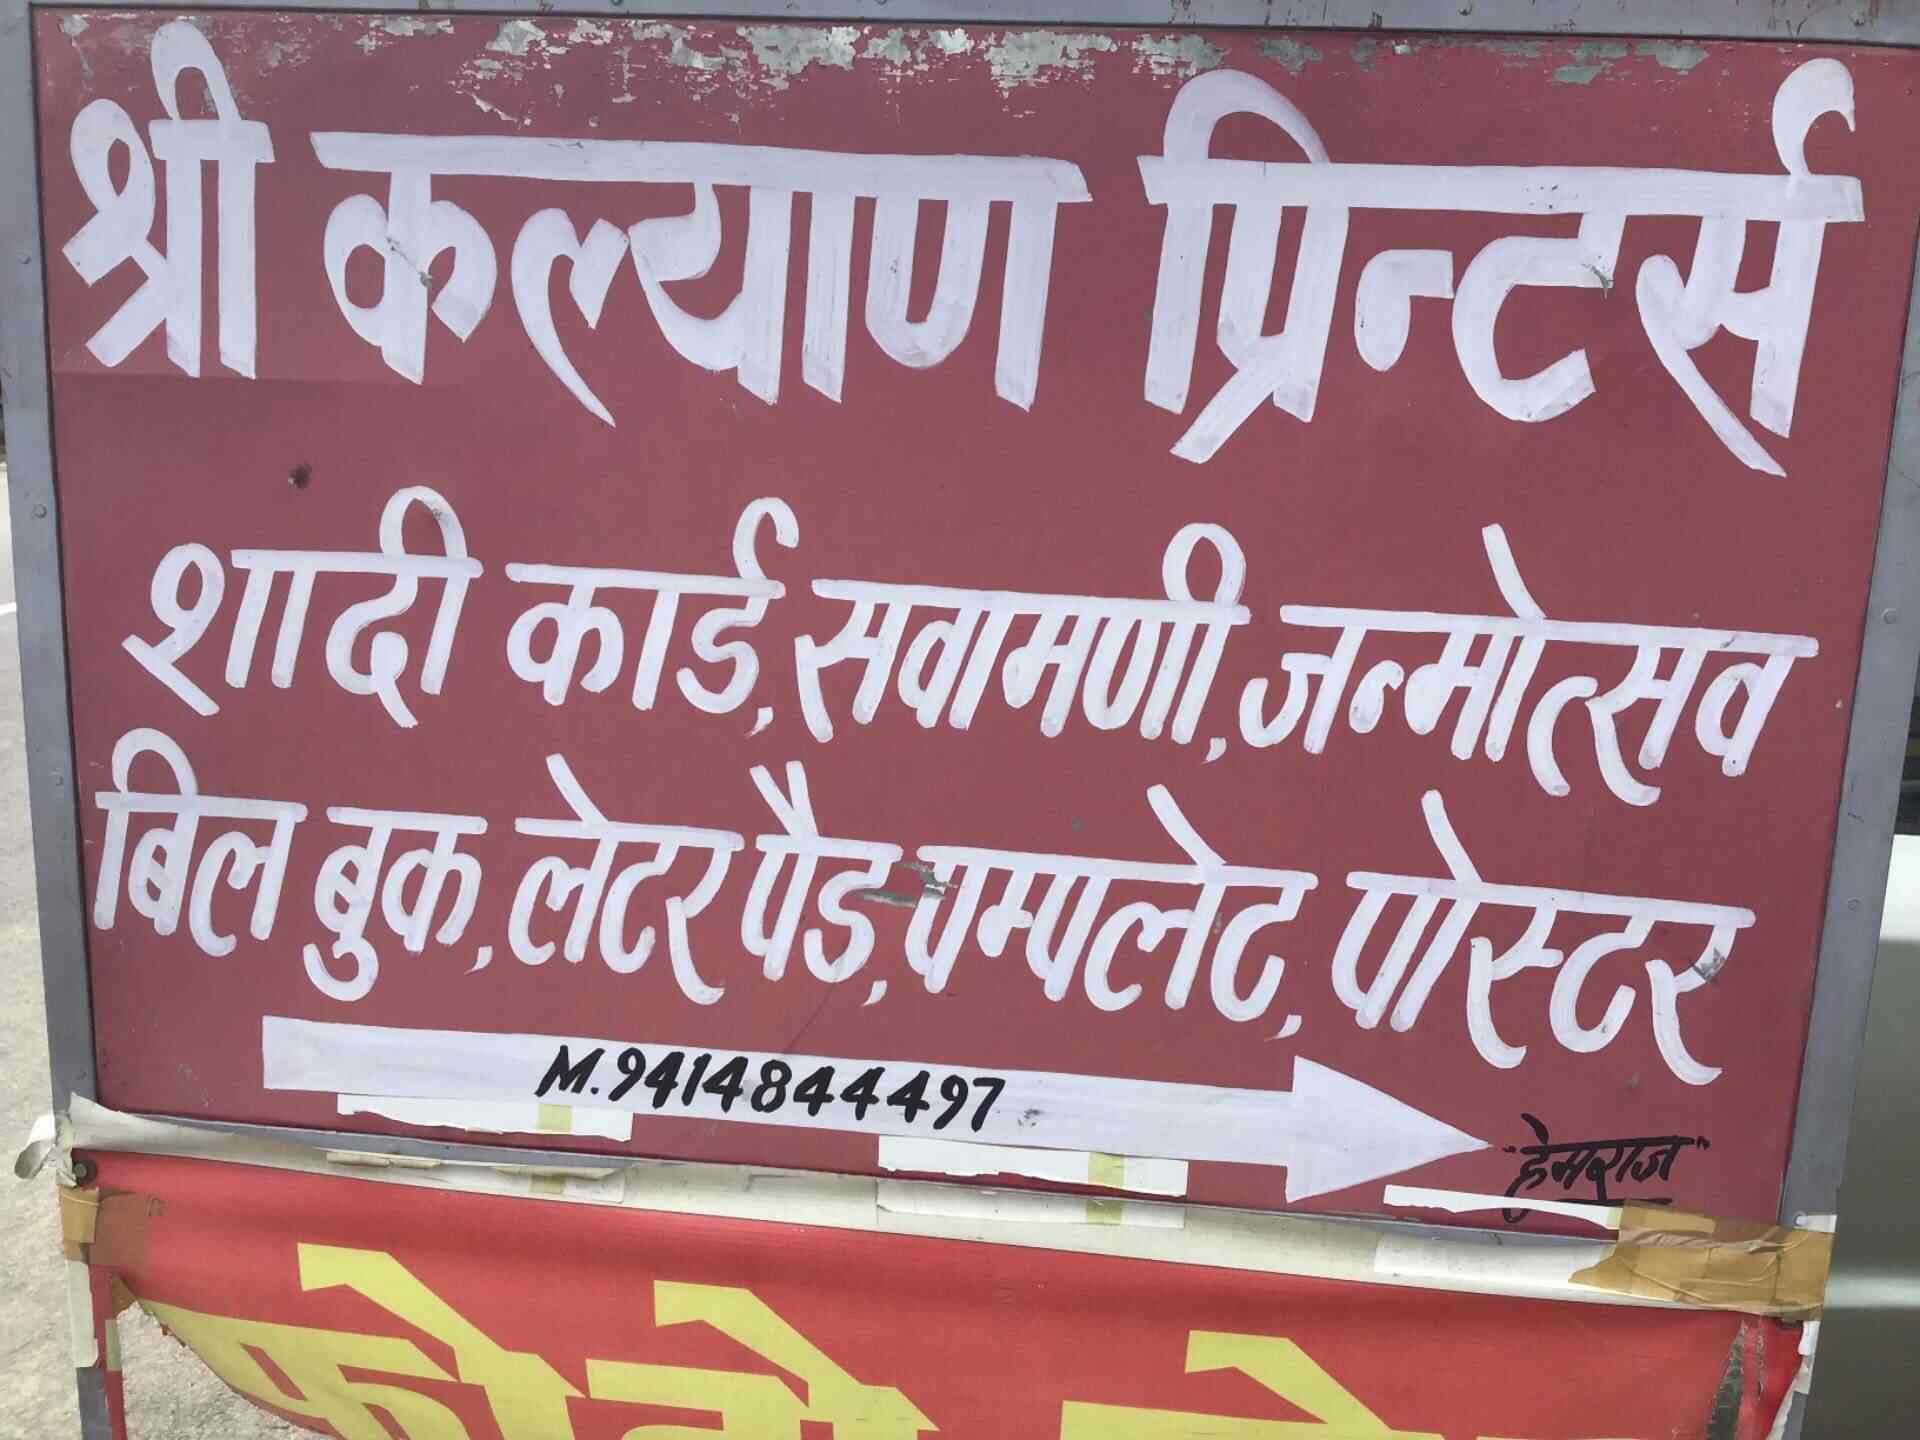 श्री कल्याण प्रिन्टर्स
शादी कार्ड, सवामणी, जन्मोत्सव
बिल बुक, लेटर पैड, पम्पलेट, पोस्टर
M. 9414844497
"हेमराज"
फोटो